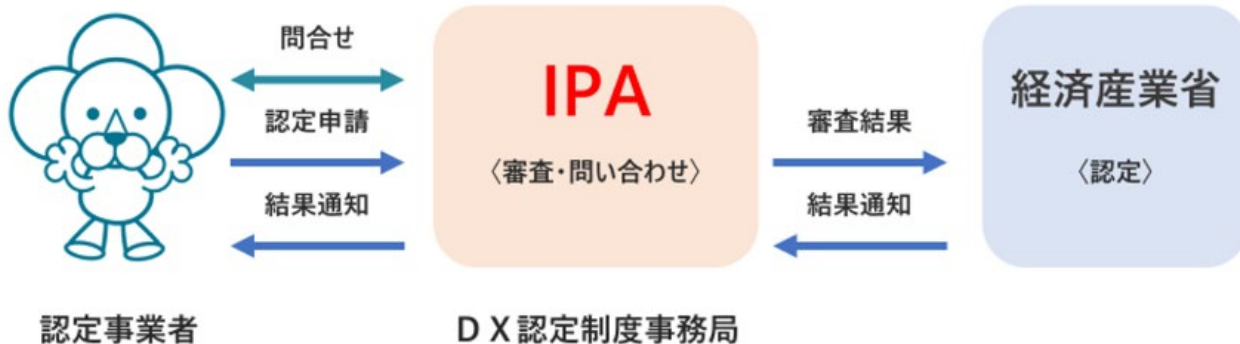 問合せ
認定申請
結果通知
IPA
〈審査・問い合わせ〉
審査結果
結果通知
経済産業省
〈認定〉
認定事業者
ＤＸ認定制度事務局